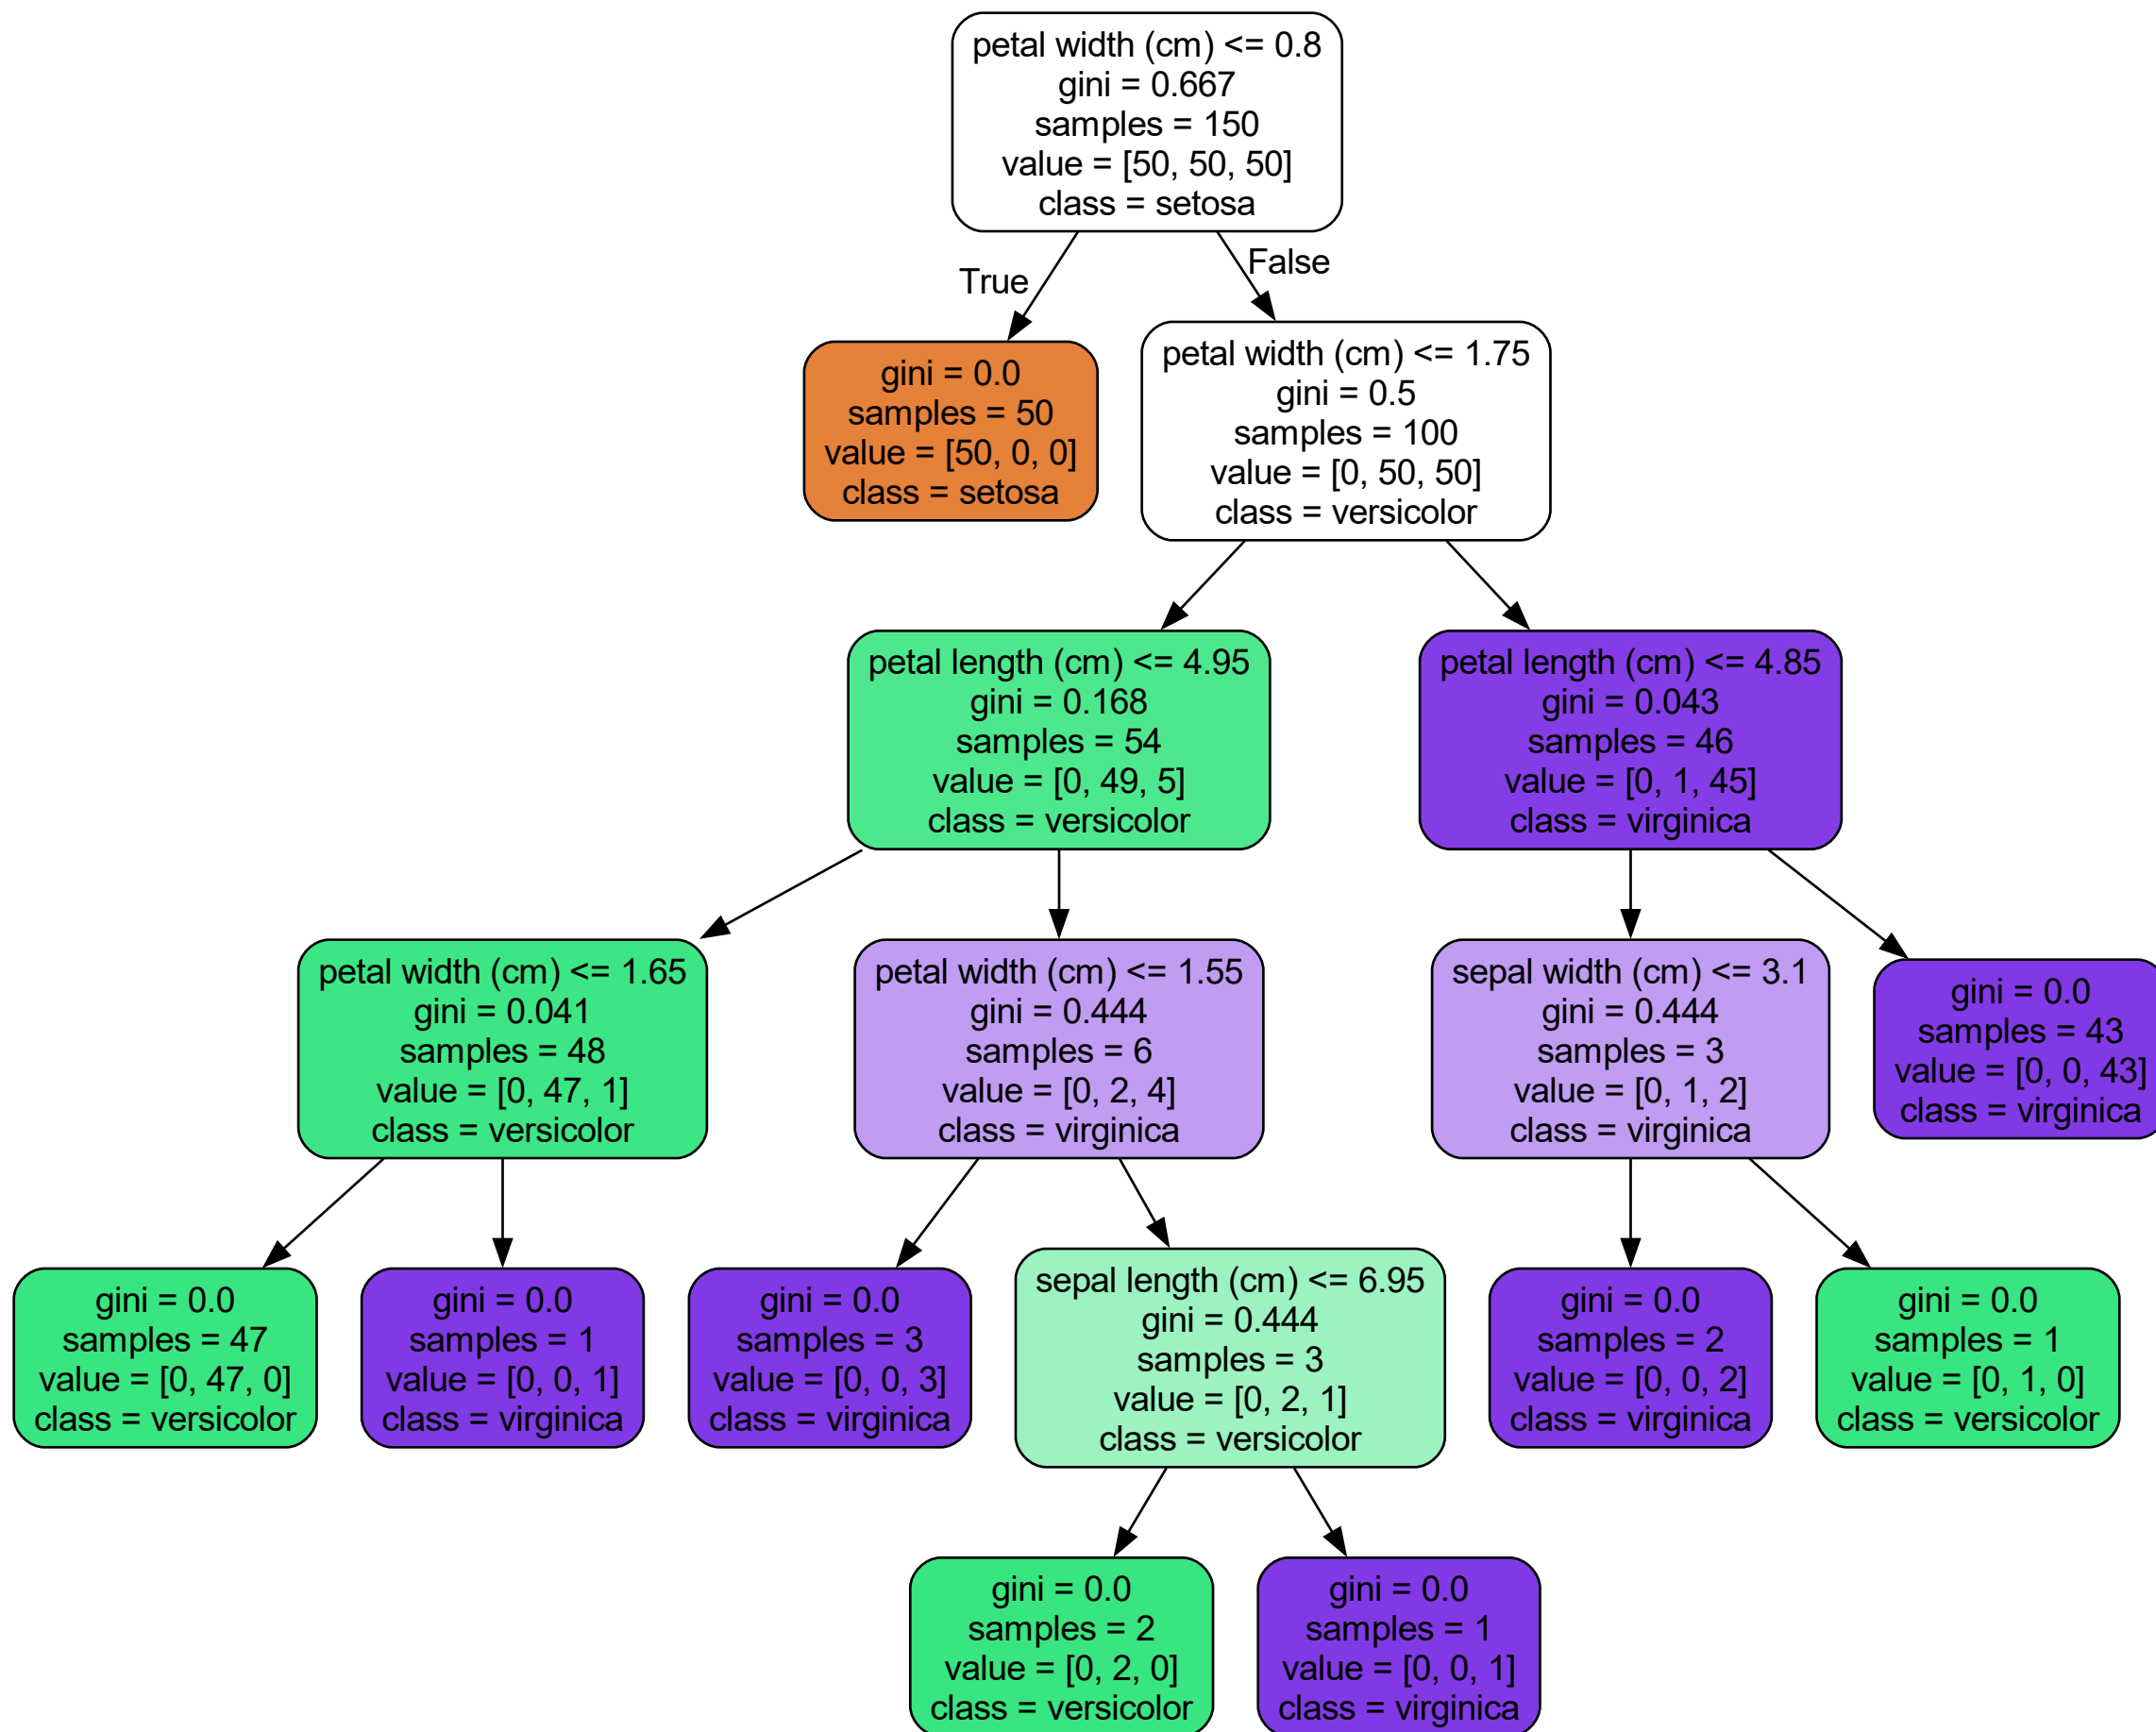 petal width (cm) <= 0.8
gini = 0.667
samples = 150
value = [50, 50, 50]
class = setosa
True
False
gini = 0.0
samples = 50
value = [50, 0, 0]
class = setosa
petal width (cm) <= 1.75
gini = 0.5
samples = 100
value = [0, 50, 50]
class = versicolor
petal length (cm) <= 4.95
gini = 0.168
samples = 54
value = [0, 49, 5]
class = versicolor
petal length (cm) <= 4.85
gini = 0.043
samples = 46
value = [0, 1, 45]
class = virginica
petal width (cm) <= 1.65
gini = 0.041
samples = 48
value = [0, 47, 1]
class = versicolor
petal width (cm) <= 1.55
gini = 0.444
samples = 6
value = [0, 2, 4]
class = virginica
sepal width (cm) <= 3.1
gini = 0.444
samples = 3
value = [0, 1, 2]
class = virginica
gini = 0.0
samples = 43
value = [0, 0, 43]
class = virginica
gini = 0.0
samples = 47
value = [0, 47, 0]
class = versicolor
gini = 0.0
samples = 1
value = [0, 0, 1]
class = virginica
gini = 0.0
samples = 3
value = [0, 0, 3]
class = virginica
sepal length (cm) <= 6.95
gini = 0.444
samples = 3
value = [0, 2, 1]
class = versicolor
gini = 0.0
samples = 2
value = [0, 0, 2]
class = virginica
gini = 0.0
samples = 1
value = [0, 1, 0]
class = versicolor
gini = 0.0
samples = 2
value = [0, 2, 0]
class = versicolor
gini = 0.0
samples = 1
value = [0, 0, 1]
class = virginica